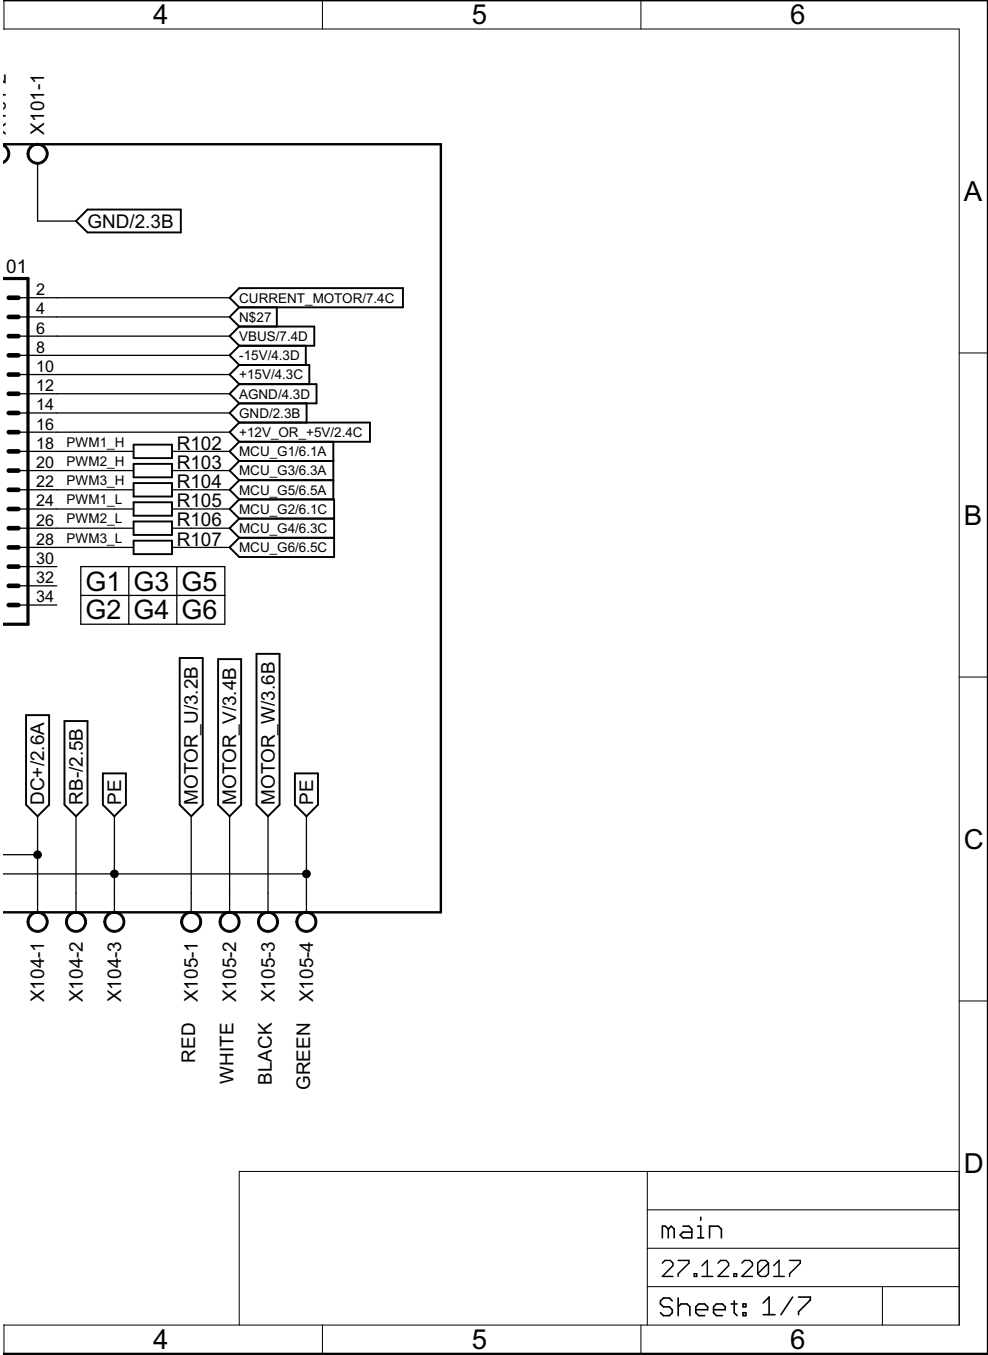 4 5 6
X101-1
A
GND/2.3B
01
2 CURRENT_MOTOR/7.4C
4 N$27
6 VBUS/7.4D
8 -15V/4.3D
10 +15V/4.3C
12 AGND/4.3D
14 GND/2.3B
16 +12V_OR_+5V/2.4C
18 PWM1_H R102 MCU_G1/6.1A
20 PWM2_H R103 MCU_G3/6.3A
22 PWM3_H R104 MCU_G5/6.5A
24 PWM1_L R105 MCU_G2/6.1C
B
26 PWM2_L R106 MCU_G4/6.3C
28 PWM3_L R107 MCU_G6/6.5C
30
32
34
G1 G3 G5
G2 G4 G6
DC+/2.6A
RB-/2.5B
PE
MOTOR_U/3.2B
MOTOR_V/3.4B
MOTOR_W/3.6B
PE
C
X104-1
X104-2
X104-3
X105-1
X105-2
X105-3
X105-4
RED
WHITE
BLACK
GREEN
D
main
27.12.2017
Sheet: 1/7
4 5 6